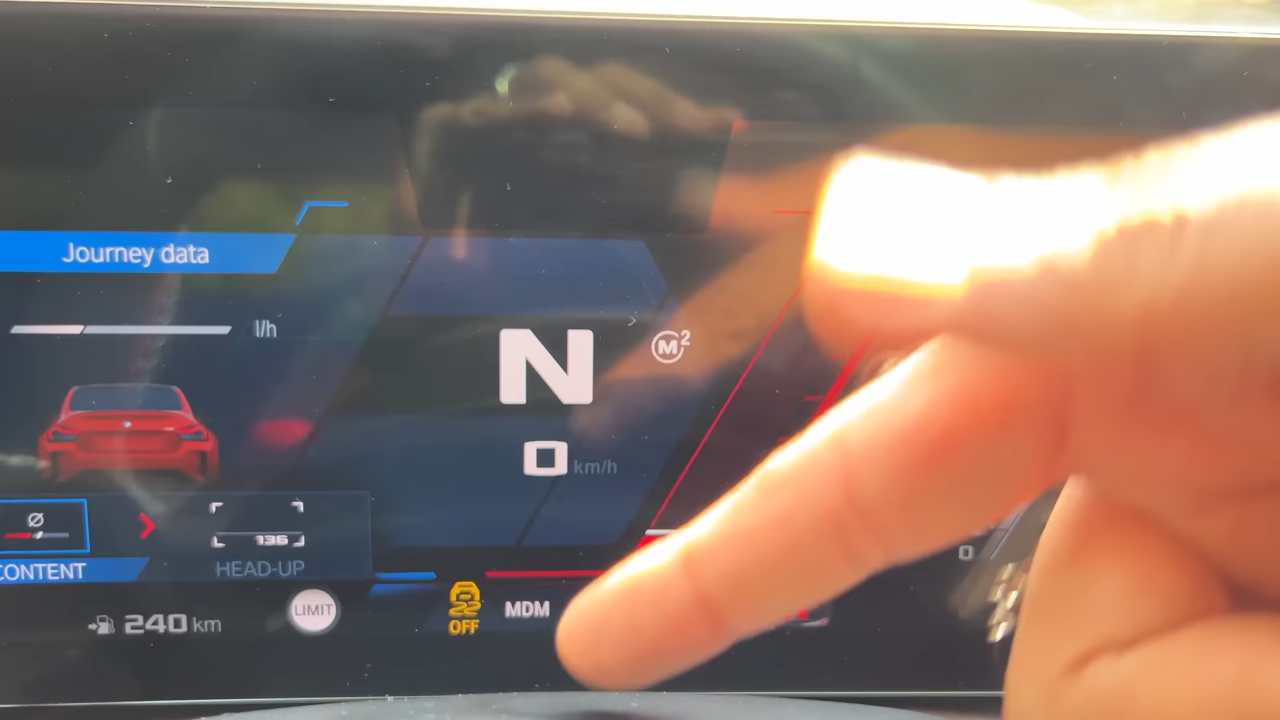 Journey data
l/h
N
M²
0 km/h
Ø
136
CONTENT
HEAD-UP
240 km
LIMIT
OFF
MDM
0